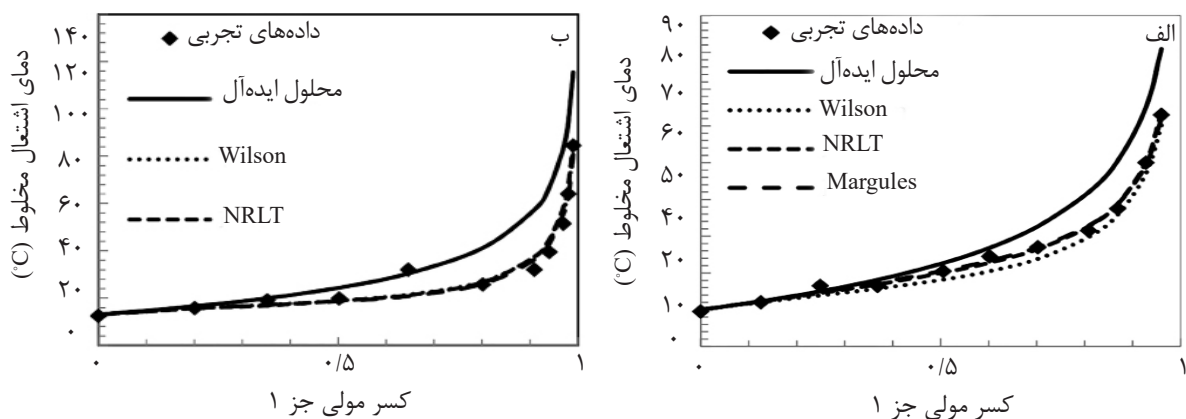 الف
داده‌های تجربی
محلول ایده‌آل
Wilson
NRLT
Margules
دمای اشتعال مخلوط (°C)
۹۰
۸۰
۷۰
۶۰
۵۰
۴۰
۳۰
۲۰
۱۰
۰
۰ ۰/۵ ۱
کسر مولی جز ۱
ب
داده‌های تجربی
محلول ایده‌آل
Wilson
NRLT
دمای اشتعال مخلوط (°C)
۱۴۰
۱۲۰
۱۰۰
۸۰
۶۰
۴۰
۲۰
۰
۰ ۰/۵ ۱
کسر مولی جز ۱